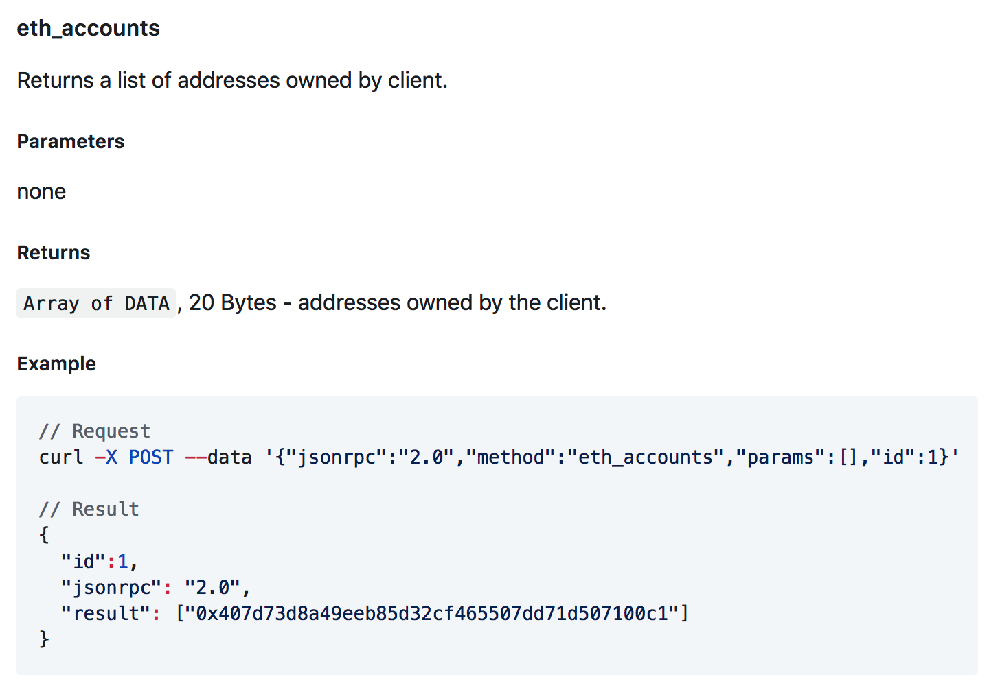 eth_accounts
Returns a list of addresses owned by client.
Parameters
none
Returns
Array of DATA, 20 Bytes - addresses owned by the client.
Example
// Request
curl -X POST --data '{"jsonrpc":"2.0","method":"eth_accounts","params":[],"id":1}'
// Result
{
  "id":1,
  "jsonrpc": "2.0",
  "result": ["0x407d73d8a49eeb85d32cf465507dd71d507100c1"]
}